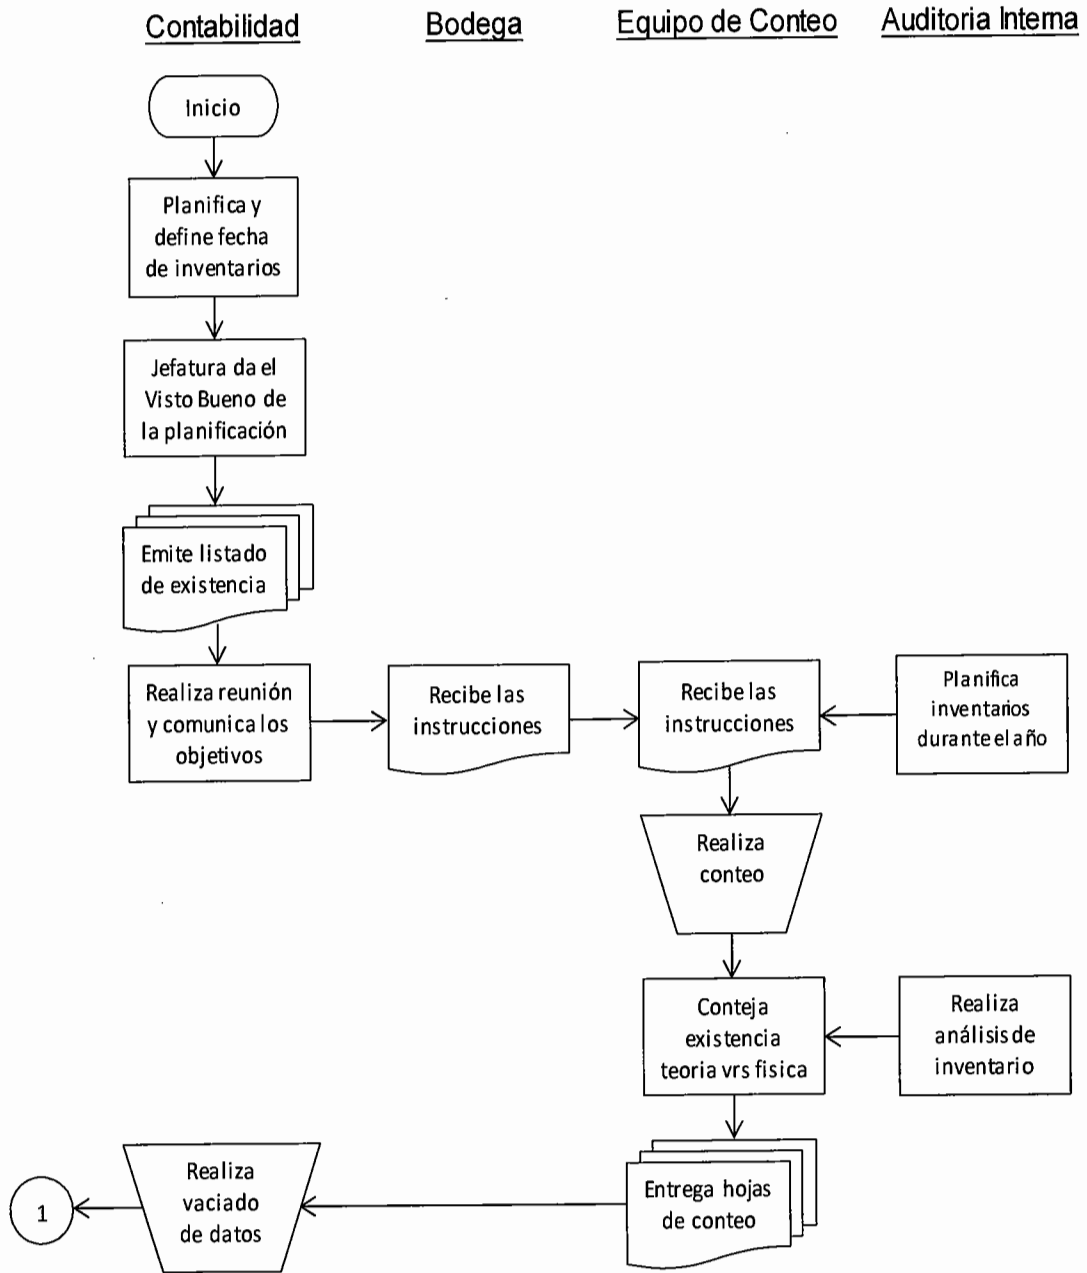 Contabilidad
Bodega
Equipo de Conteo
Auditoria Interna
Inicio
Planifica y
define fecha
de inventarios
Jefatura da el
Visto Bueno de
la planificación
Emite listado
de existencia
Realiza reunión
y comunica los
objetivos
Recibe las
instrucciones
Recibe las
instrucciones
Planifica
inventarios
durante el año
Realiza
conteo
Conteja
existencia
teoria vrs fisica
Realiza
análisis de
inventario
Entrega hojas
de conteo
Realiza
vaciado
de datos
1